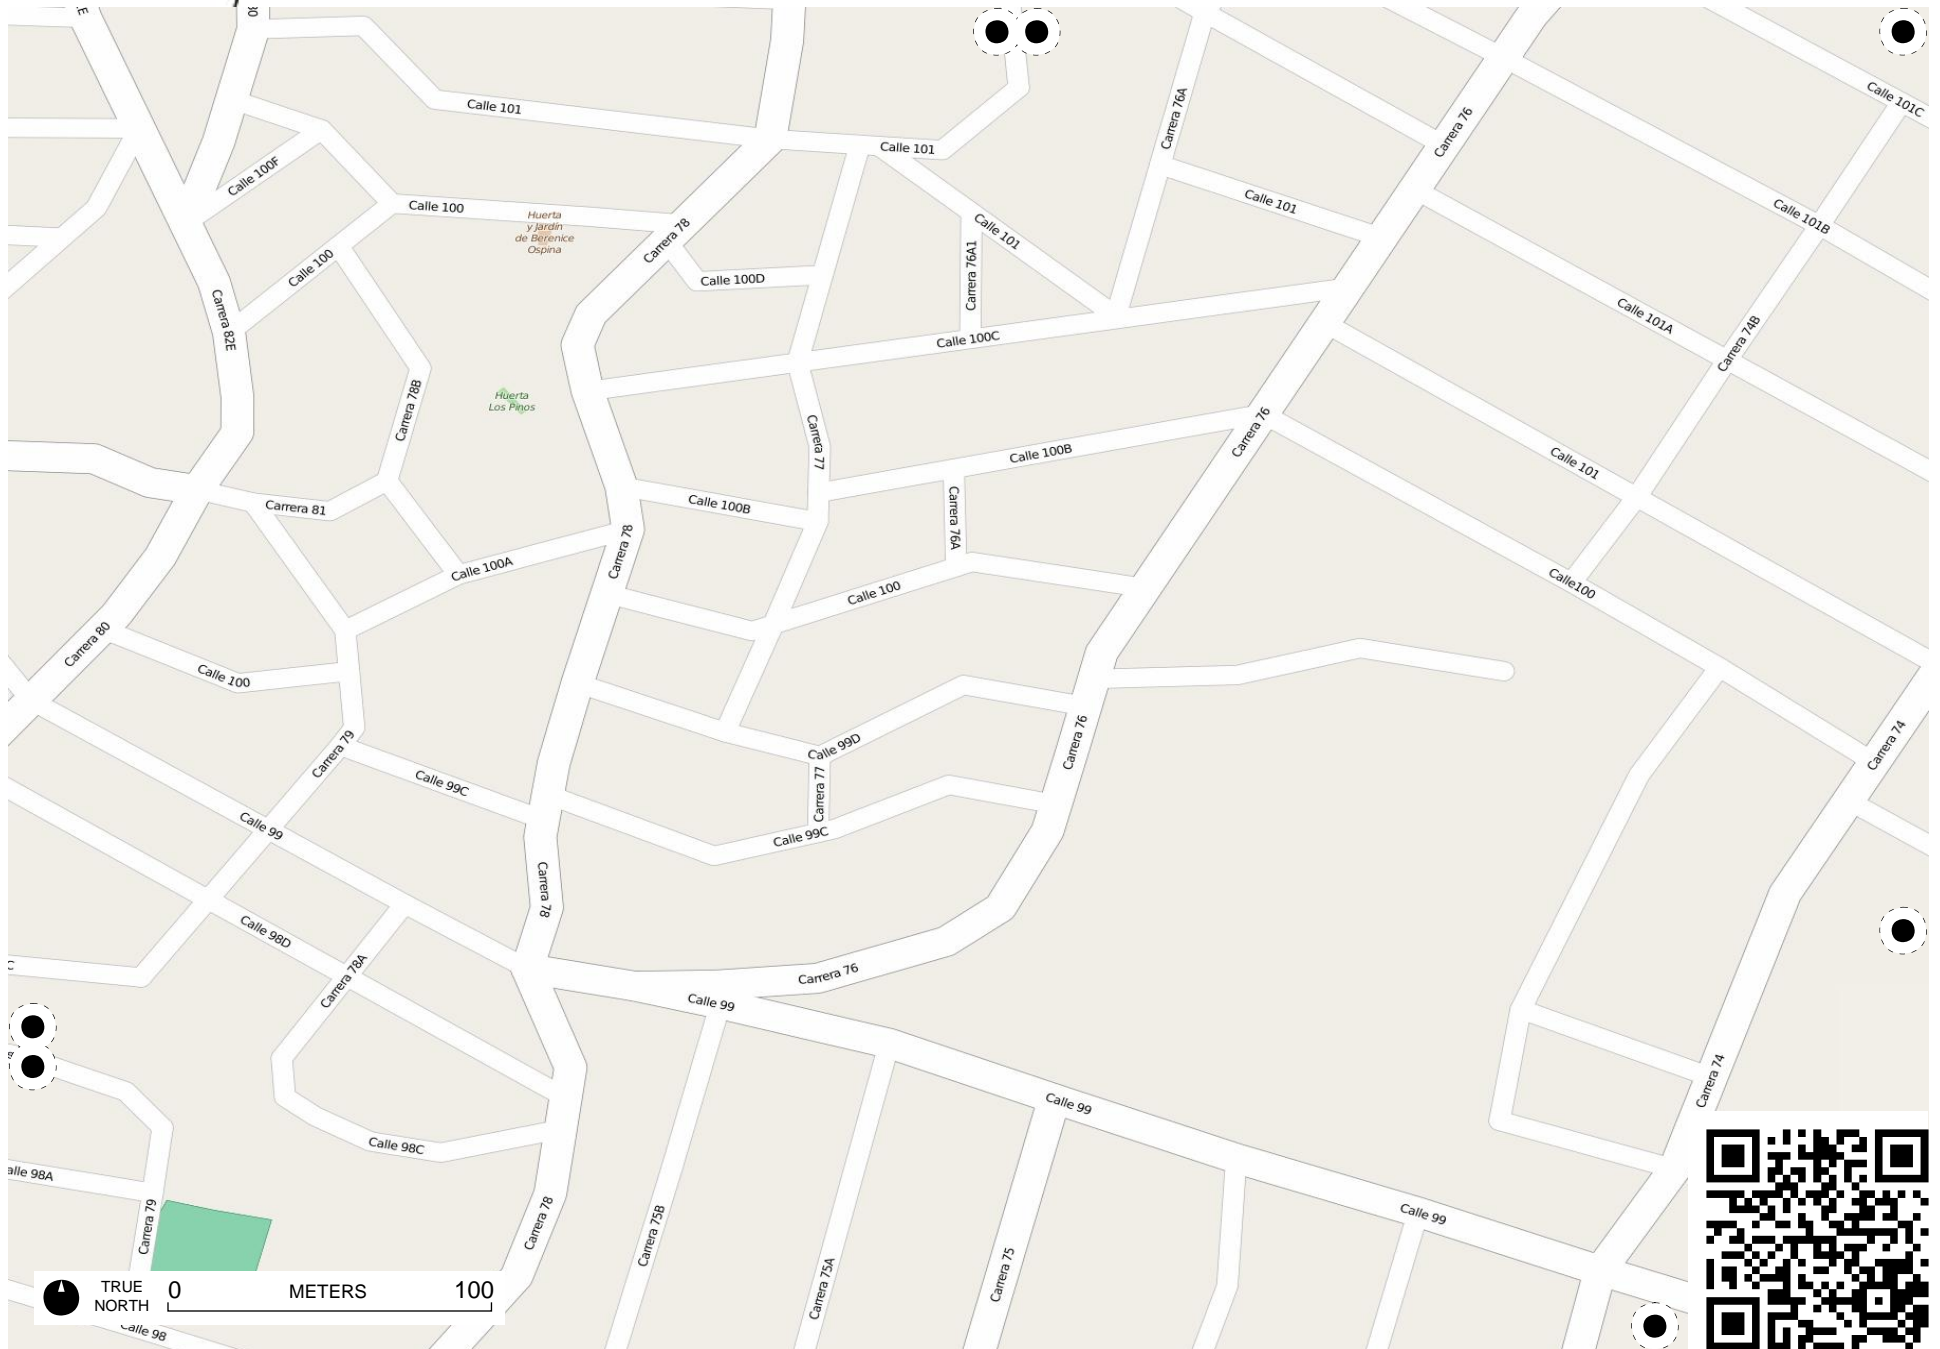 Calle 101
Calle 101C
Carrera 76A
Carrera 76
Calle 101
Calle 100F
Calle 101
Calle 100
Huerta
y Jardín
de Berenice
Ospina
Carrera 78
Calle 101
Calle 101B
Calle 100
Calle 100D
Carrera 76A1
Carrera 82E
Calle 101A
Calle 100C
Carrera 74B
Carrera 78B
Huerta
Los Pinos
Carrera 77
Carrera 76
Calle 100B
Calle 101
Carrera 81
Calle 100B
Carrera 76A
Carrera 78
Calle 100A
Calle 100
Calle100
Carrera 80
Calle 100
Carrera 79
Calle 99D
Carrera 76
Carrera 74
Calle 99C
Carrera 77
Calle 99
Calle 99C
Carrera 78
Calle 98D
Carrera 78A
Carrera 76
Calle 99
Carrera 74
Calle 99
Calle 98C
alle 98A
Carrera 79
Carrera 78
Carrera 75B
Calle 99
Carrera 75A
Carrera 75
TRUE
NORTH
0 METERS 100
Calle 98